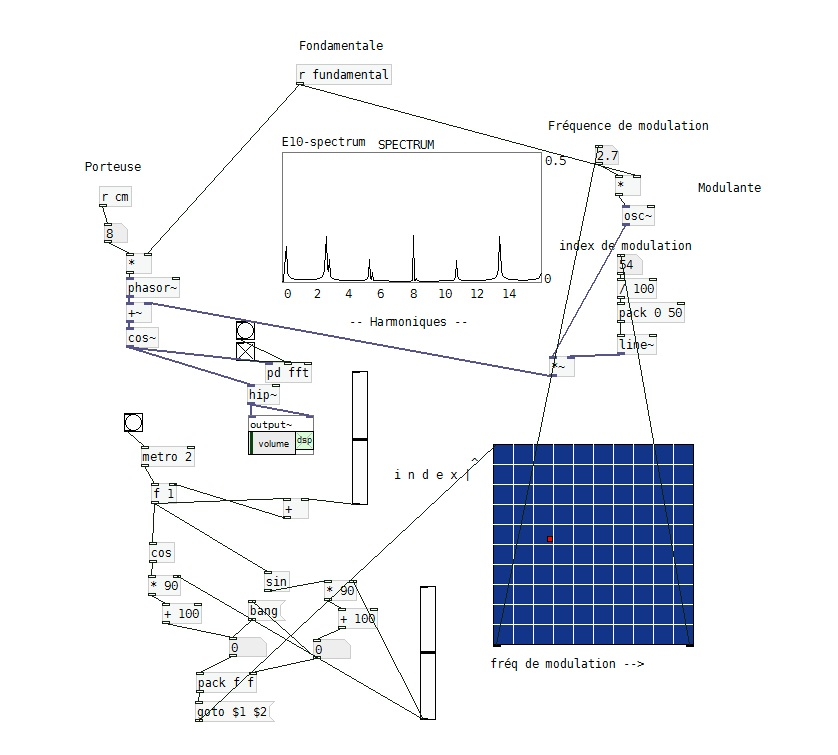 Fondamentale
r fundamental
Fréquence de modulation
E10-spectrum SPECTRUM
0.5
2.7
Porteuse
*
Modulante
r cm
osc~
8
index de modulation
*
54
phasor~
0
/ 100
0 2 4 6 8 10 12 14
+~
pack 0 50
-- Harmoniques --
cos~
line~
*~
pd fft
hip~
output~
volume
dsp
metro 2
^
i n d e x|
f 1
+
cos
sin
* 90
* 90
bang
+ 100
+ 100
0
0
fréq de modulation -->
pack f f
goto $1 $2